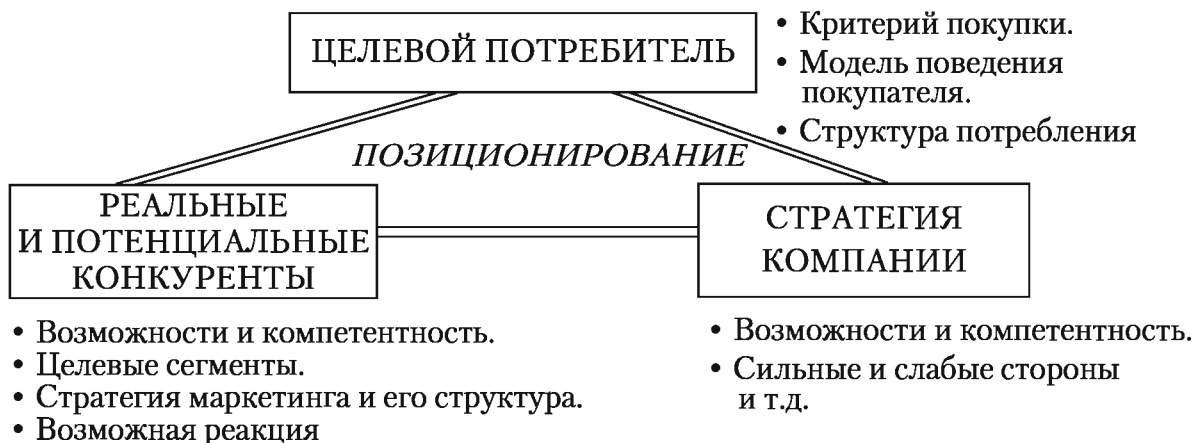 ЦЕЛЕВОЙ ПОТРЕБИТЕЛЬ
• Критерий покупки.
• Модель поведения
покупателя.
• Структура потребления
ПОЗИЦИОНИРОВАНИЕ
РЕАЛЬНЫЕ
И ПОТЕНЦИАЛЬНЫЕ
КОНКУРЕНТЫ
СТРАТЕГИЯ
КОМПАНИИ
• Возможности и компетентность.
• Целевые сегменты.
• Стратегия маркетинга и его структура.
• Возможная реакция
• Возможности и компетентность.
• Сильные и слабые стороны
и т.д.